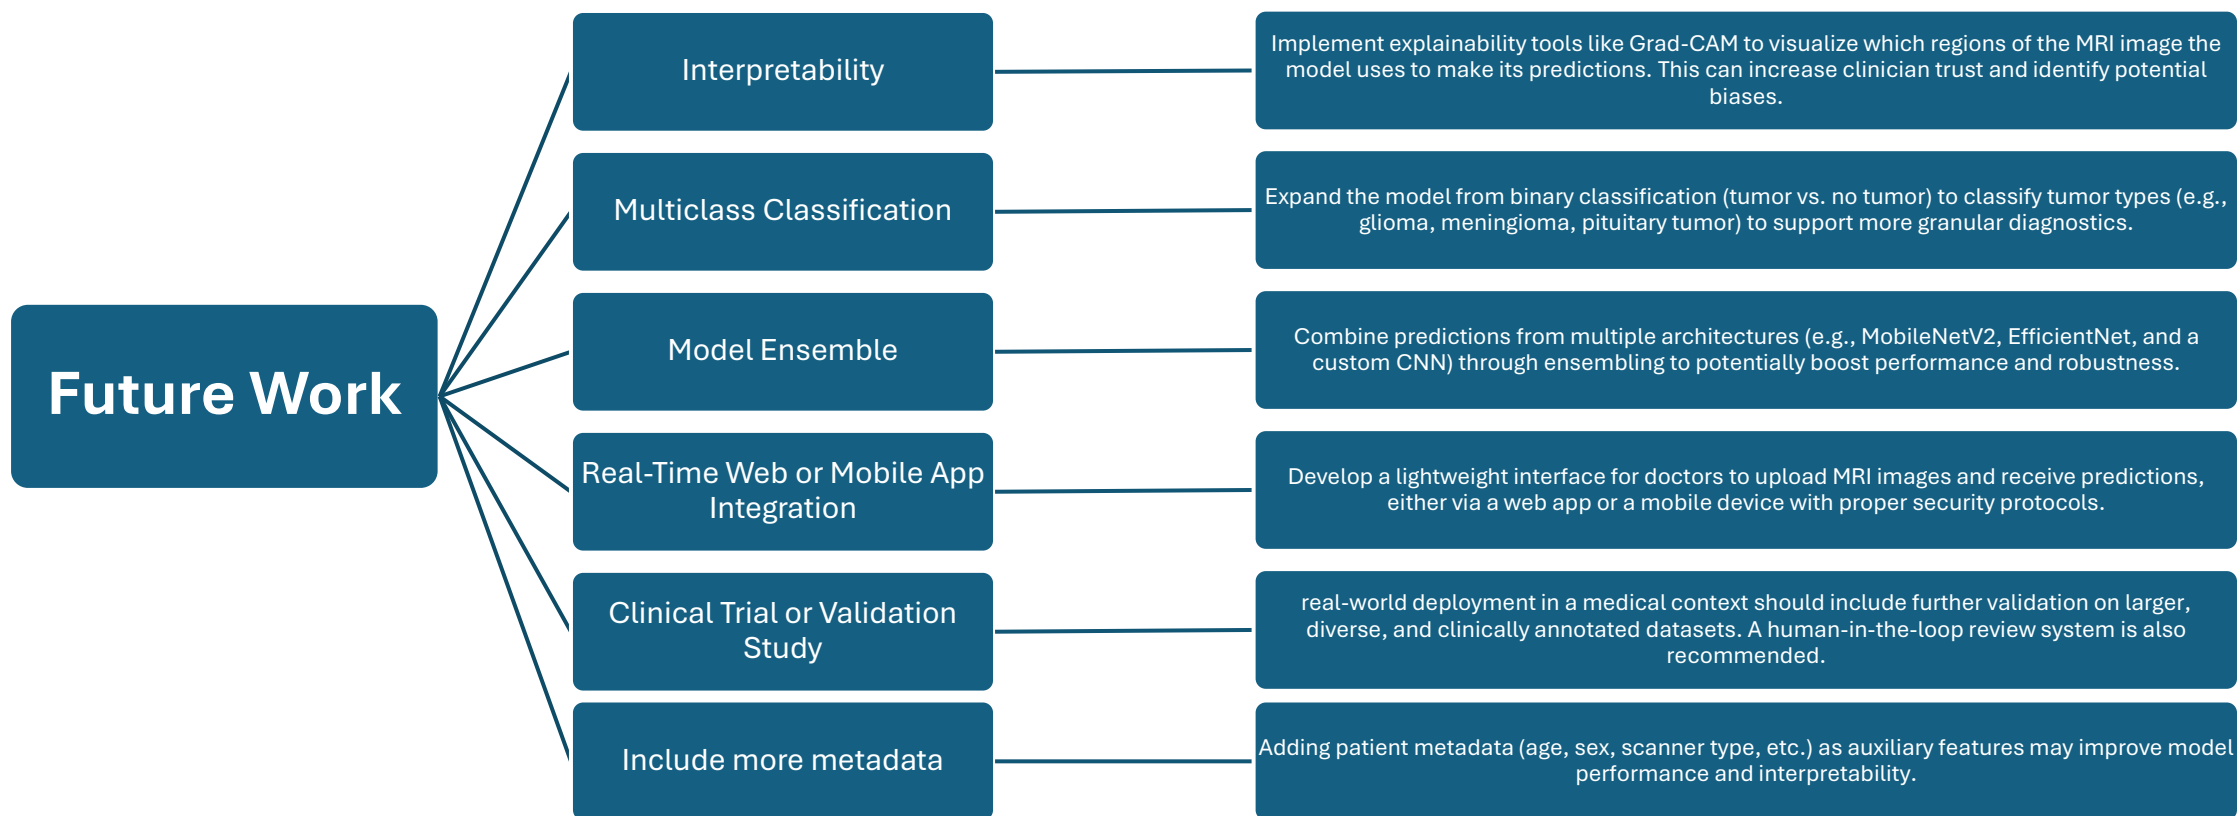 Future Work
Interpretability
Implement explainability tools like Grad-CAM to visualize which regions of the MRI image the
model uses to make its predictions. This can increase clinician trust and identify potential
biases.
Multiclass Classification
Expand the model from binary classification (tumor vs. no tumor) to classify tumor types (e.g.,
glioma, meningioma, pituitary tumor) to support more granular diagnostics.
Model Ensemble
Combine predictions from multiple architectures (e.g., MobileNetV2, EfficientNet, and a
custom CNN) through ensembling to potentially boost performance and robustness.
Real-Time Web or Mobile App
Integration
Develop a lightweight interface for doctors to upload MRI images and receive predictions,
either via a web app or a mobile device with proper security protocols.
Clinical Trial or Validation
Study
real-world deployment in a medical context should include further validation on larger,
diverse, and clinically annotated datasets. A human-in-the-loop review system is also
recommended.
Include more metadata
Adding patient metadata (age, sex, scanner type, etc.) as auxiliary features may improve model
performance and interpretability.